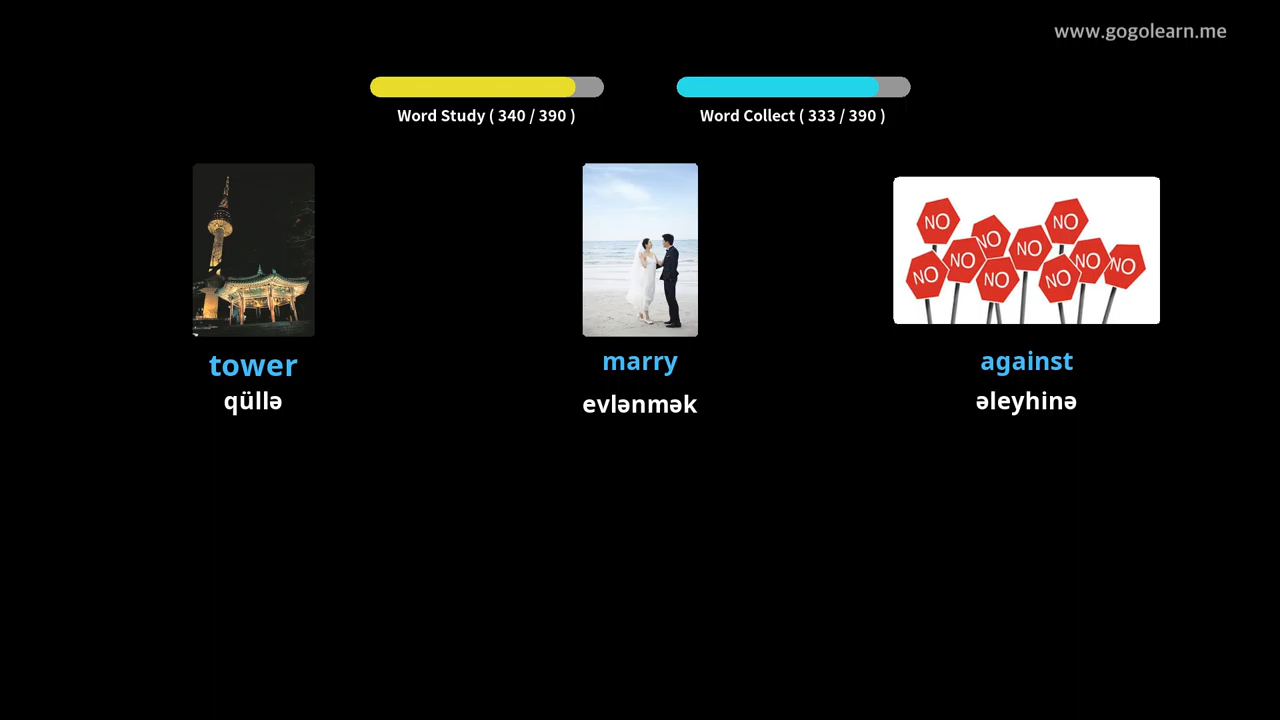 www.gogolearn.me
Word Study ( 340 / 390 )
Word Collect ( 333 / 390 )
NO
NO
NO
NO
NO
NO
NO
NO
NO
NO
tower
marry
against
qüllə
evlənmək
əleyhinə